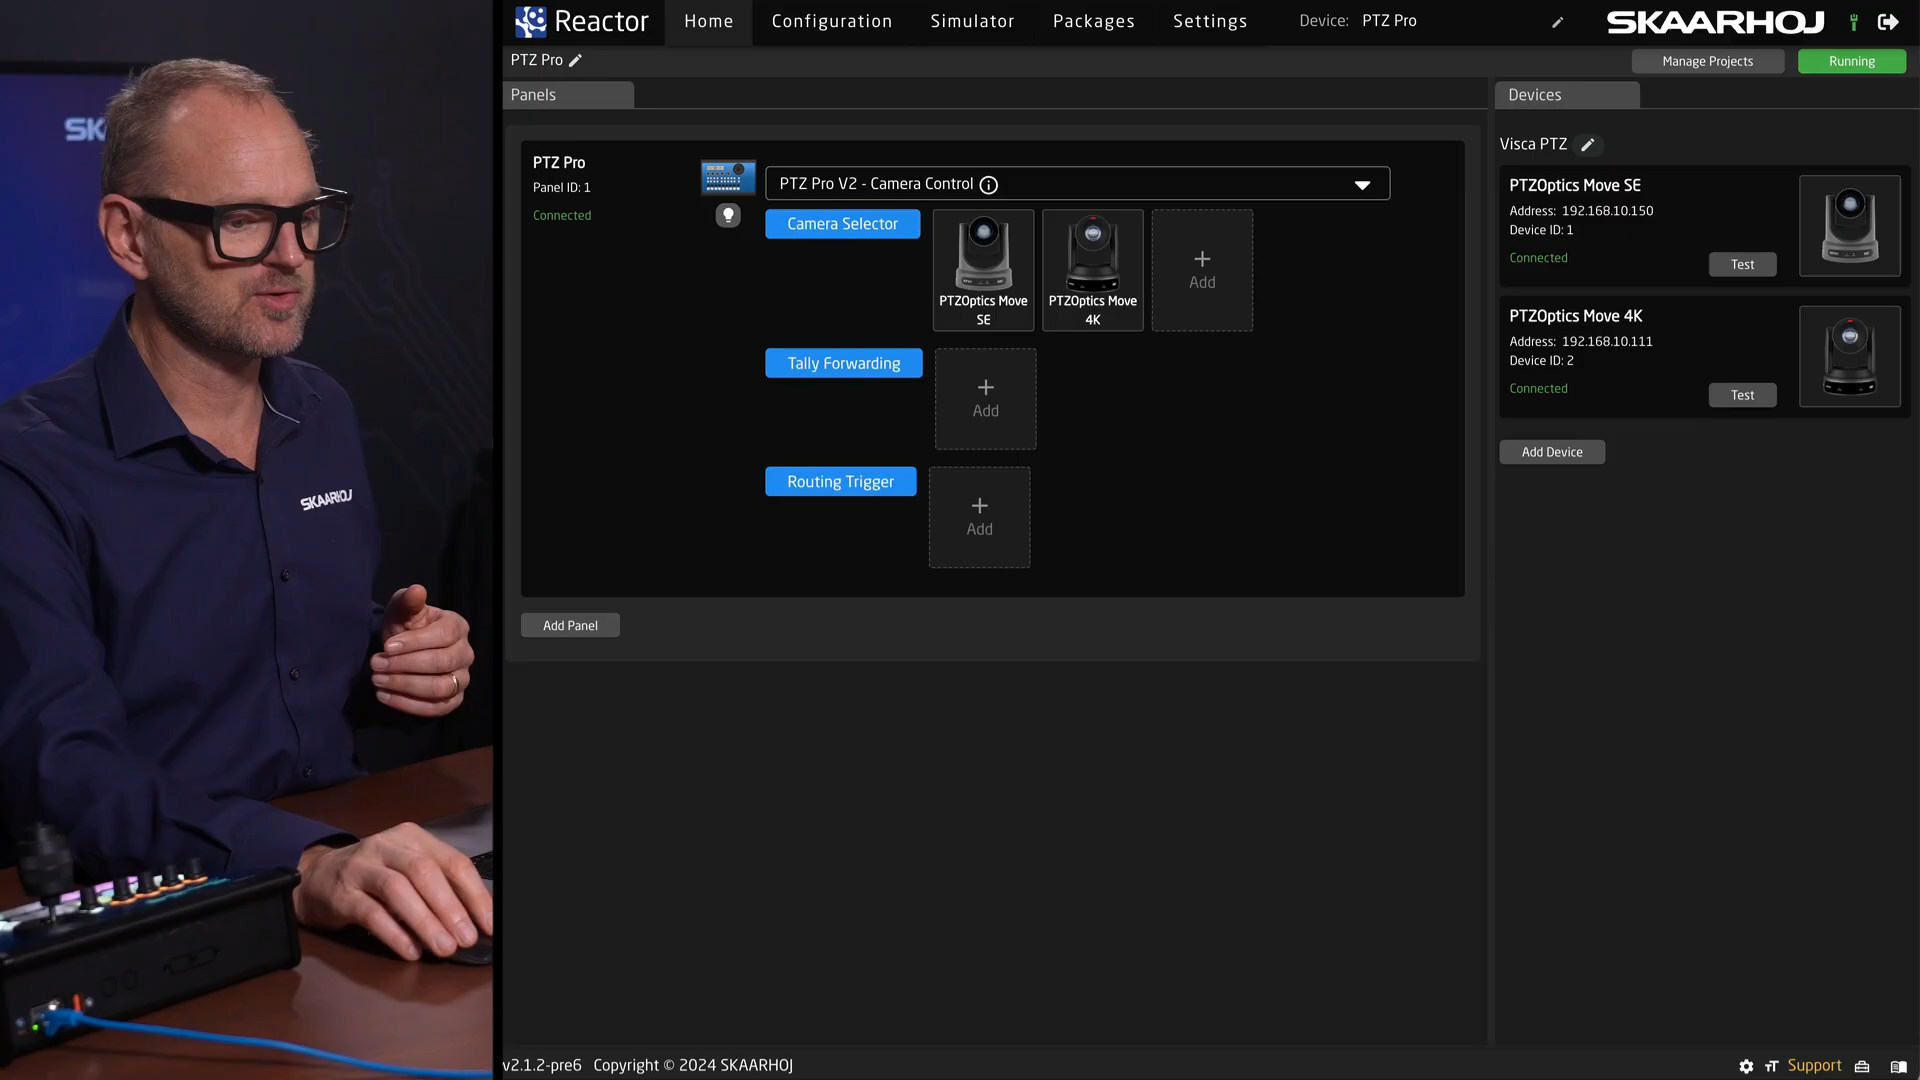 Reactor
Home
Configuration
Simulator
Packages
Settings
Device: PTZ Pro
SKAARHOJ
PTZ Pro
Manage Projects
Running
Panels
Devices
PTZ Pro
Panel ID: 1
Connected
PTZ Pro V2 - Camera Control
Camera Selector
PTZOptics Move
SE
PTZOptics Move
4K
+
Add
Tally Forwarding
+
Add
Routing Trigger
+
Add
Add Panel
Visca PTZ
PTZOptics Move SE
Address: 192.168.10.150
Device ID: 1
Connected
Test
PTZOptics Move 4K
Address: 192.168.10.111
Device ID: 2
Connected
Test
Add Device
SK
SKAARHOJ
v2.1.2-pre6 Copyright © 2024 SKAARHOJ
Support